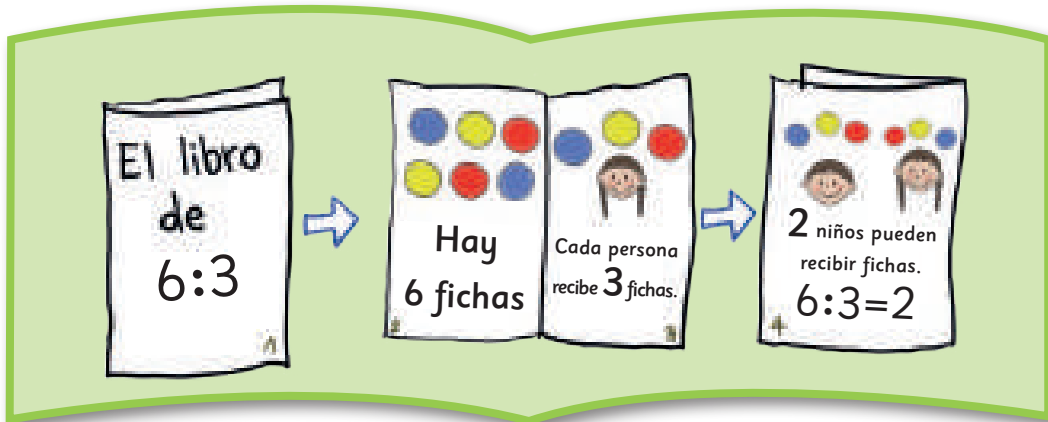 El libro
de
6:3
1
Hay
6 fichas
2
Cada persona
recibe 3 fichas.
3
2 niños pueden
recibir fichas.
6:3=2
4